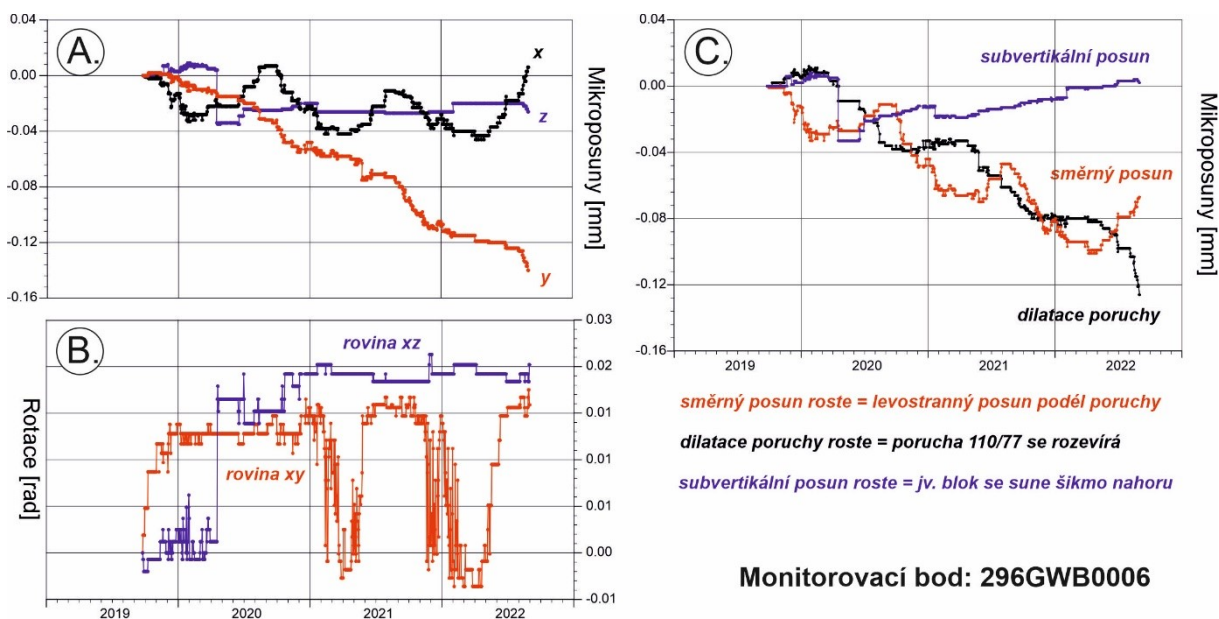 A.
0.04
0.00
-0.04
-0.08
-0.12
-0.16
x
z
y
Mikroposuny [mm]
2019
2020
2021
2022
B.
Rotace [rad]
rovina xz
rovina xy
0.03
0.02
0.01
0.01
0.01
0.00
-0.01
2019
2020
2021
2022
C.
0.04
0.00
-0.04
-0.08
-0.12
-0.16
subvertikální posun
směrný posun
dilatace poruchy
Mikroposuny [mm]
2019
2020
2021
2022
směrný posun roste = levostranný posun podél poruchy
dilatace poruchy roste = porucha 110/77 se rozevírá
subvertikální posun roste = jv. blok se sune šikmo nahoru
Monitorovací bod: 296GWB0006